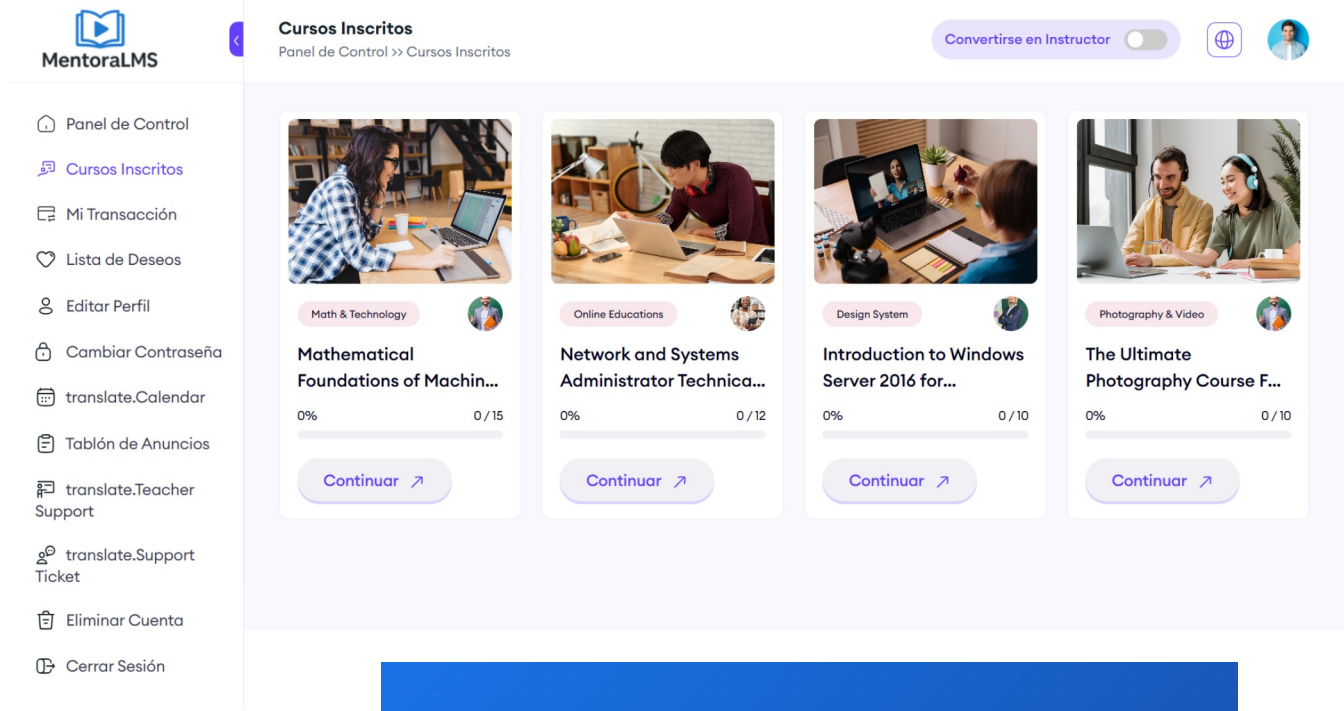 MentoraLMS
Cursos Inscritos
Panel de Control >> Cursos Inscritos
Convertirse en Instructor
Panel de Control
Cursos Inscritos
Mi Transacción
Lista de Deseos
Editar Perfil
Cambiar Contraseña
translate.Calendar
Tablón de Anuncios
translate.Teacher
Support
translate.Support
Ticket
Eliminar Cuenta
Cerrar Sesión
Math & Technology
Mathematical
Foundations of Machin...
0% 0 / 15
Continuar
Online Educations
Network and Systems
Administrator Technica...
0% 0 / 12
Continuar
Design System
Introduction to Windows
Server 2016 for...
0% 0 / 10
Continuar
Photography & Video
The Ultimate
Photography Course F...
0% 0 / 10
Continuar